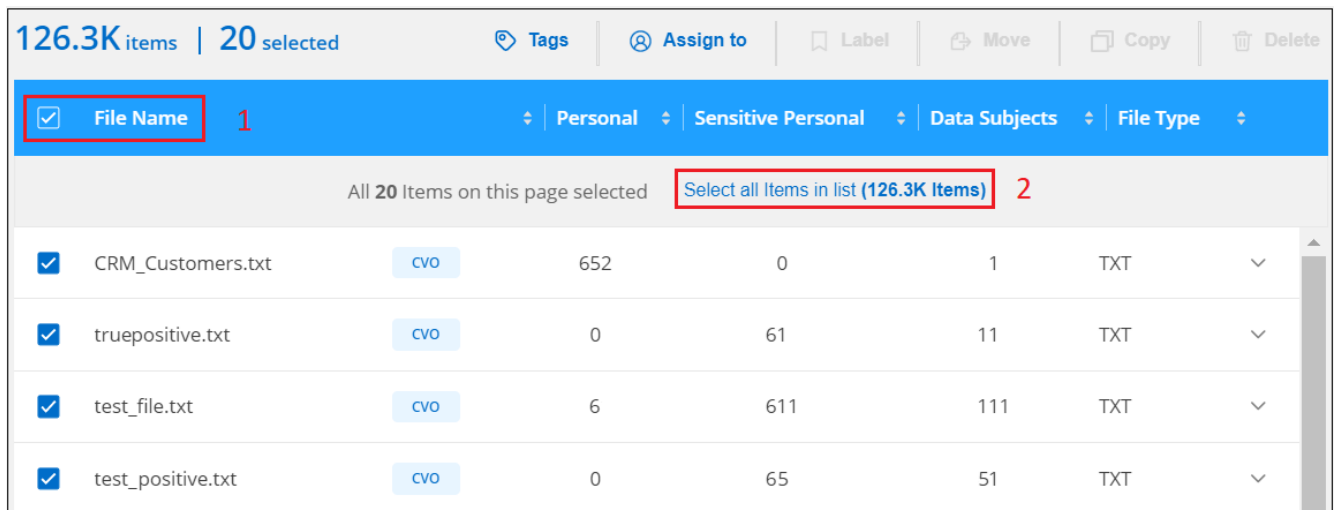 126.3K items | 20 selected Tags Assign to Label Move Copy Delete
File Name 1 Personal Sensitive Personal Data Subjects File Type
All 20 Items on this page selected Select all Items in list (126.3K Items) 2
CRM_Customers.txt CVO 652 0 1 TXT
truepositive.txt CVO 0 61 11 TXT
test_file.txt CVO 6 611 111 TXT
test_positive.txt CVO 0 65 51 TXT